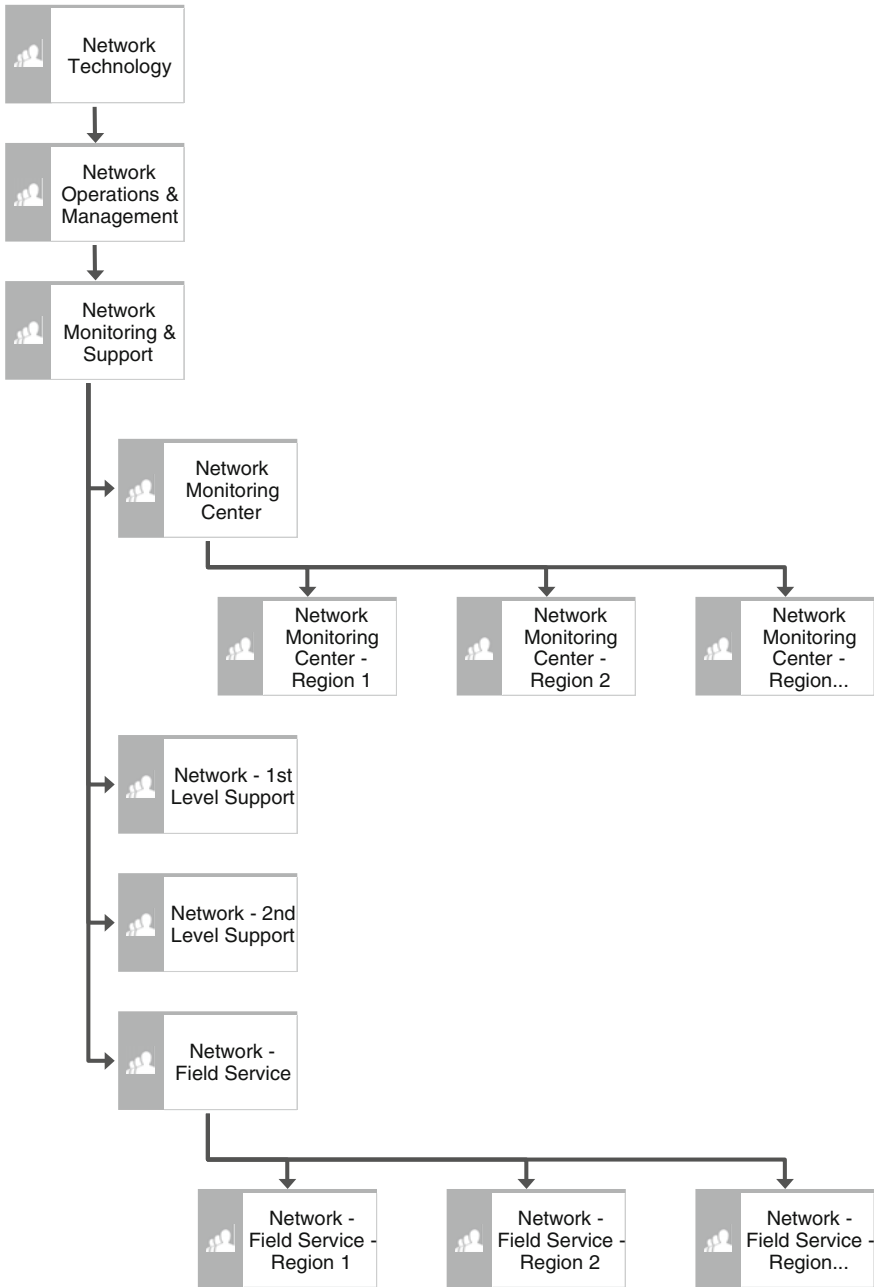 Network
Technology
Network
Operations &
Management
Network
Monitoring &
Support
Network
Monitoring
Center
Network
Monitoring
Center -
Region 1
Network
Monitoring
Center -
Region 2
Network
Monitoring
Center -
Region...
Network - 1st
Level Support
Network - 2nd
Level Support
Network -
Field Service
Network -
Field Service -
Region 1
Network -
Field Service -
Region 2
Network -
Field Service -
Region...